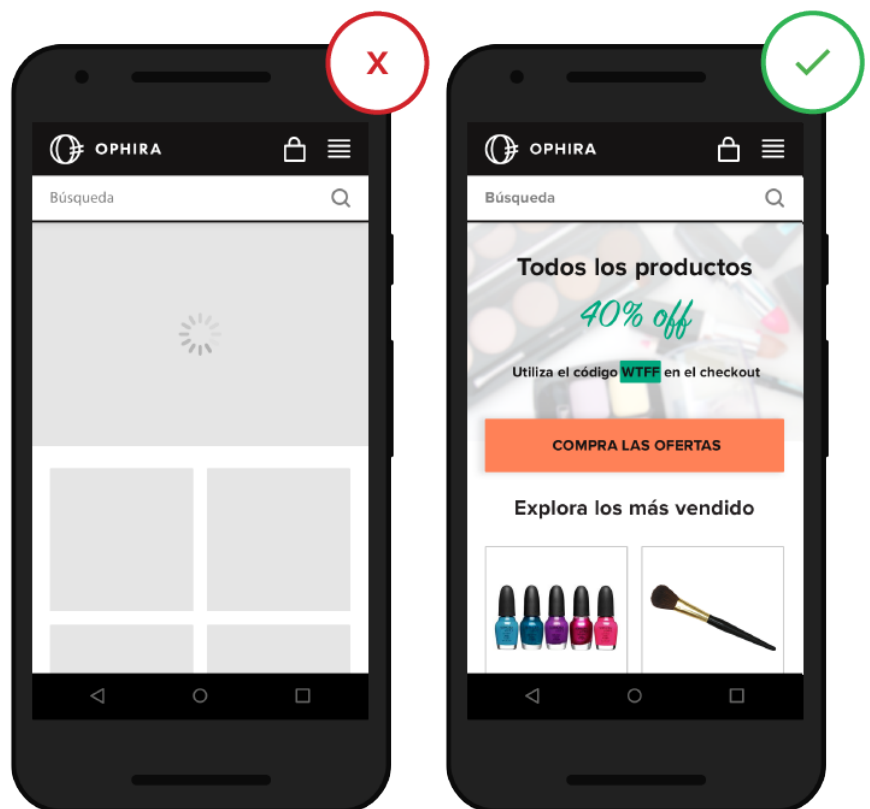 X
OPHIRA
Búsqueda
OPHIRA
Búsqueda
Todos los productos
40% off
Utiliza el código WTFF en el checkout
COMPRA LAS OFERTAS
Explora los más vendido